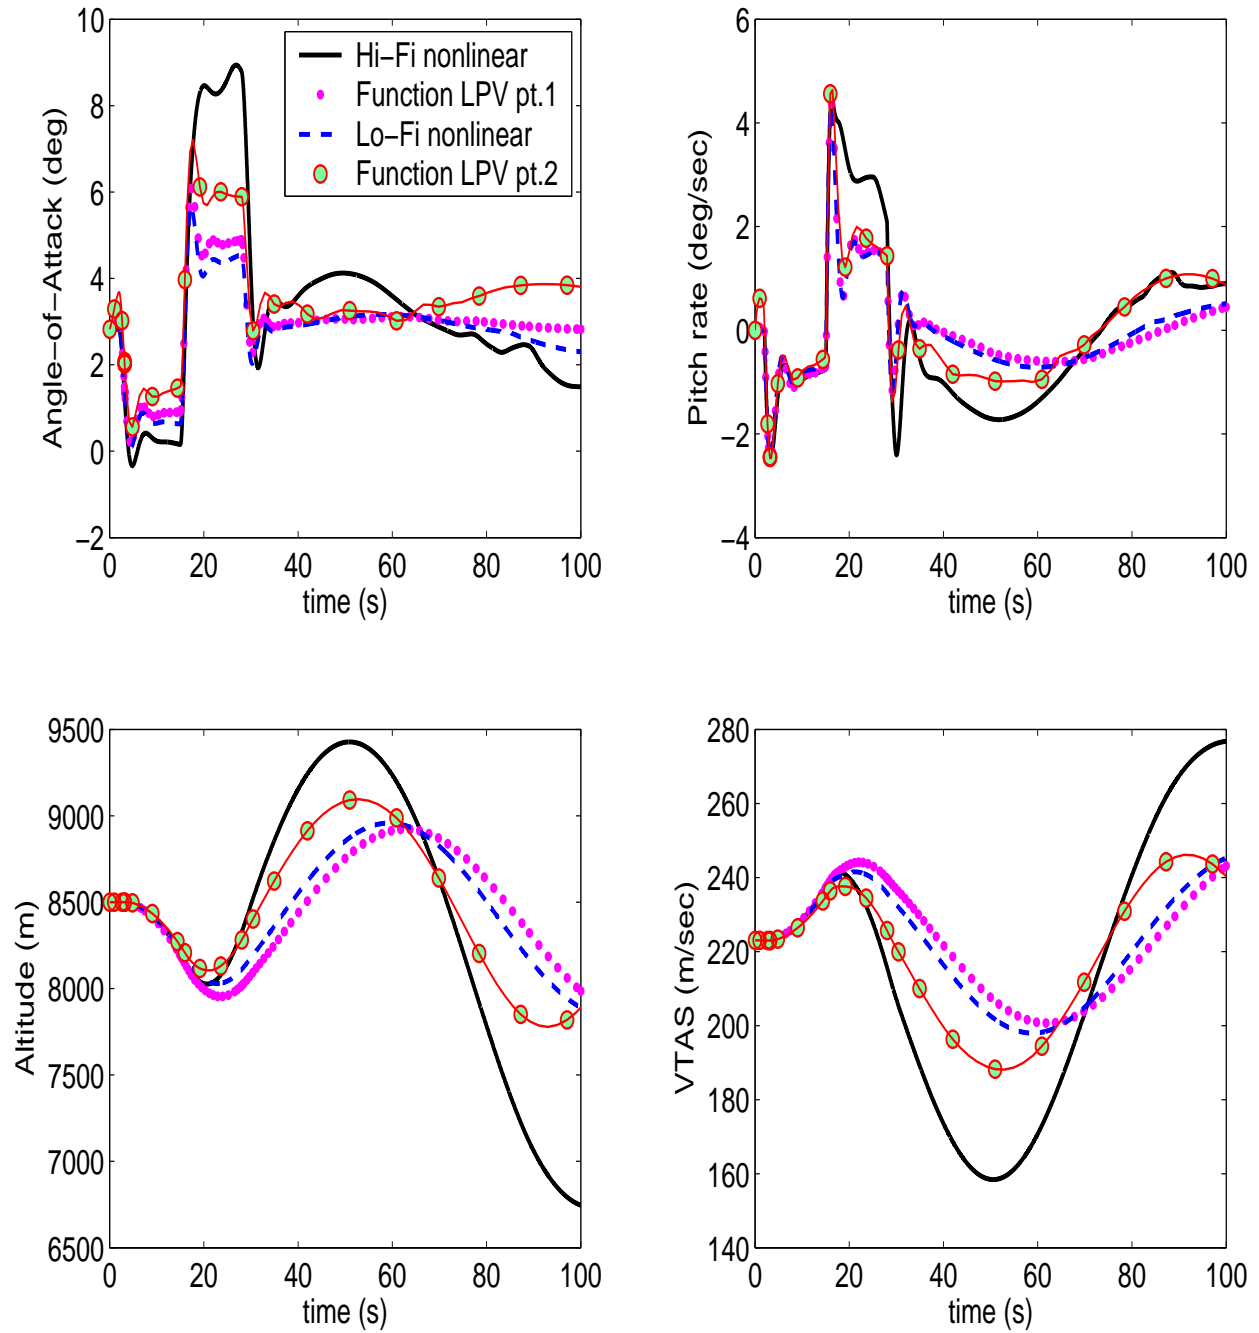 10
8
6
4
2
0
−2
Angle−of−Attack (deg)
Hi−Fi nonlinear
Function LPV pt.1
Lo−Fi nonlinear
Function LPV pt.2
0 20 40 60 80 100
time (s)
6
4
2
0
−2
−4
Pitch rate (deg/sec)
0 20 40 60 80 100
time (s)
9500
9000
8500
8000
7500
7000
6500
Altitude (m)
0 20 40 60 80 100
time (s)
280
260
240
220
200
180
160
140
VTAS (m/sec)
0 20 40 60 80 100
time (s)